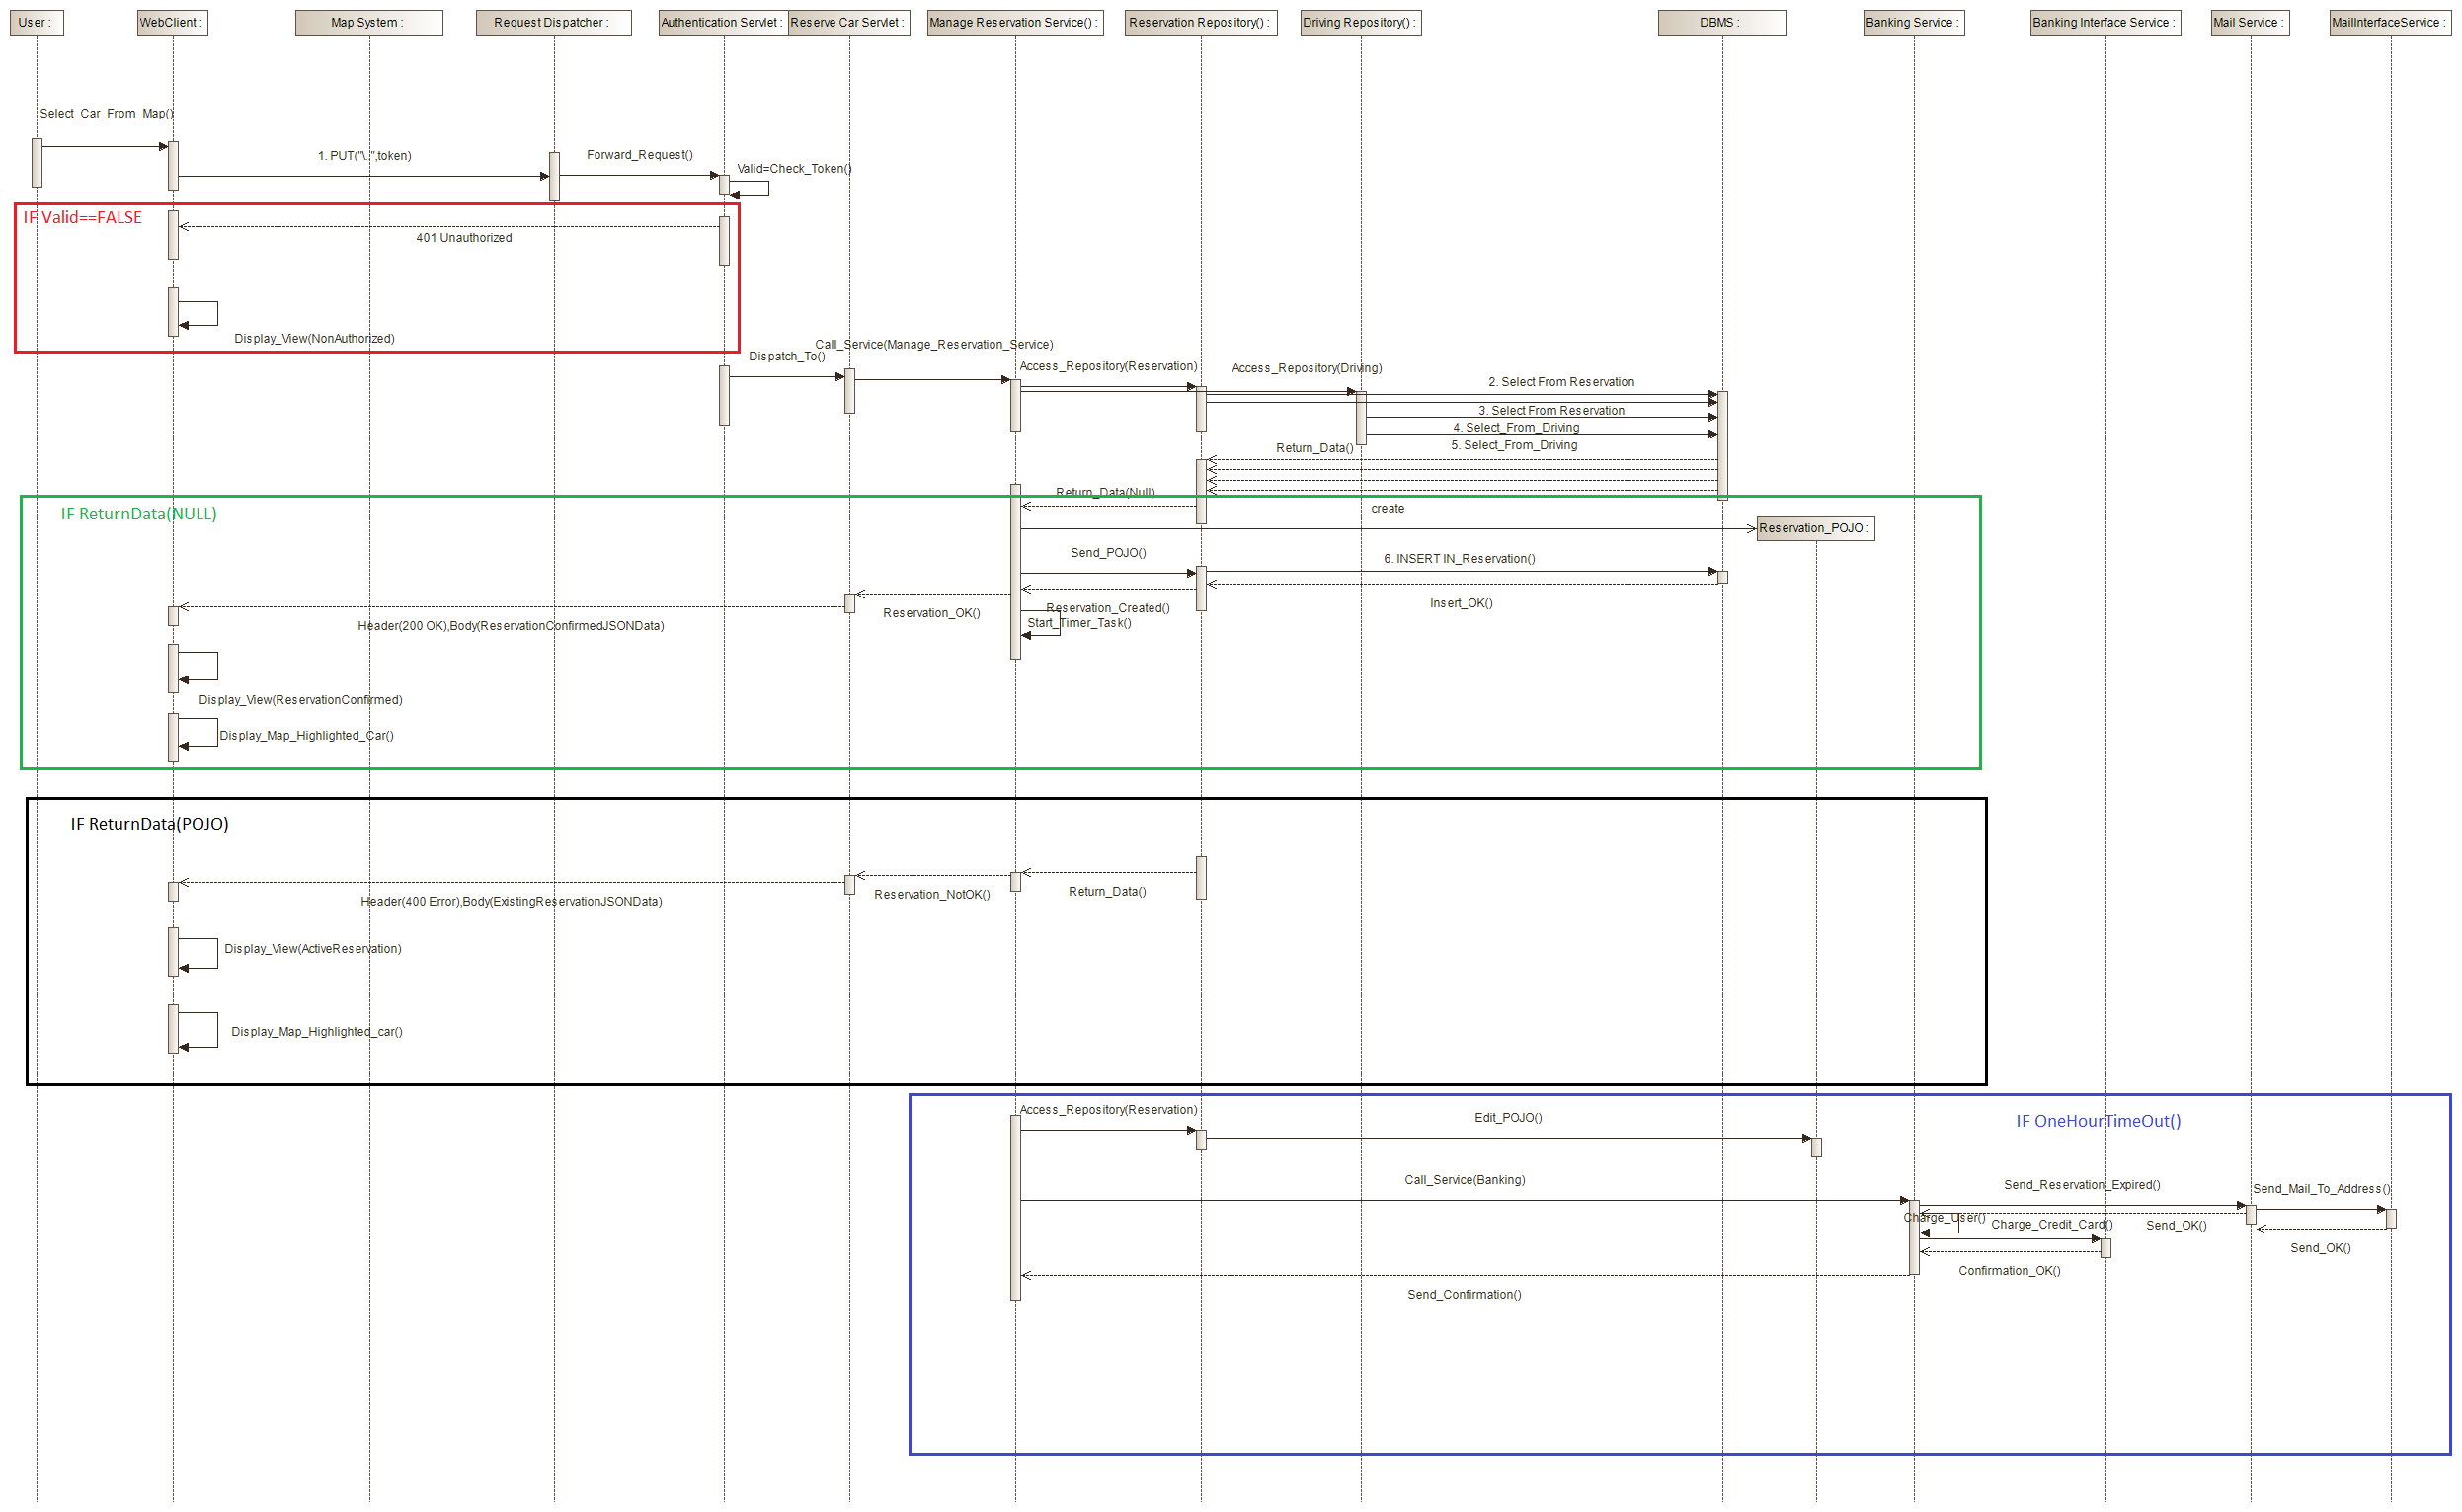 User :
WebClient :
Map System :
Request Dispatcher :
Authentication Servlet :
Reserve Car Servlet :
Manage Reservation Service() :
Reservation Repository() :
Driving Repository() :
DBMS :
Banking Service :
Banking Interface Service :
Mail Service :
MailInterfaceService :
Select_Car_From_Map()
1. PUT("\..",token)
Forward_Request()
Valid=Check_Token()
IF Valid==FALSE
401 Unauthorized
Display_View(NonAuthorized)
Dispatch_To()
Call_Service(Manage_Reservation_Service)
Access_Repository(Reservation)
Access_Repository(Driving)
2. Select From Reservation
3. Select From Reservation
4. Select_From_Driving
5. Select_From_Driving
Return_Data()
Return_Data(Null)
IF ReturnData(NULL)
create
Reservation_POJO :
Send_POJO()
6. INSERT IN_Reservation()
Insert_OK()
Reservation_Created()
Reservation_OK()
Start_Timer_Task()
Header(200 OK),Body(ReservationConfirmedJSONData)
Display_View(ReservationConfirmed)
Display_Map_Highlighted_Car()
IF ReturnData(POJO)
Return_Data()
Reservation_NotOK()
Header(400 Error),Body(ExistingReservationJSONData)
Display_View(ActiveReservation)
Display_Map_Highlighted_car()
IF OneHourTimeOut()
Access_Repository(Reservation)
Edit_POJO()
Call_Service(Banking)
Send_Reservation_Expired()
Send_Mail_To_Address()
Charge_User()
Charge_Credit_Card()
Send_OK()
Send_OK()
Confirmation_OK()
Send_Confirmation()